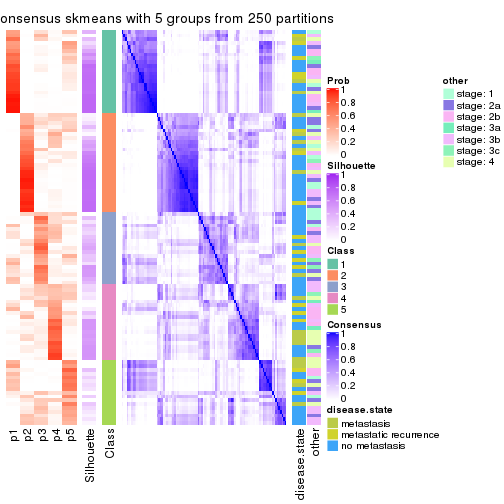 onsensus skmeans with 5 groups from 250 partitions
p1
p2
p3
p4
p5
Silhouette
Class
disease.state
other
Prob
1
0.8
0.6
0.4
0.2
0
Silhouette
1
0.8
0.6
0.4
0.2
0
Class
1
2
3
4
5
Consensus
1
0.8
0.6
0.4
0.2
0
disease.state
metastasis
metastatic recurrence
no metastasis
other
stage: 1
stage: 2a
stage: 2b
stage: 3a
stage: 3b
stage: 3c
stage: 4